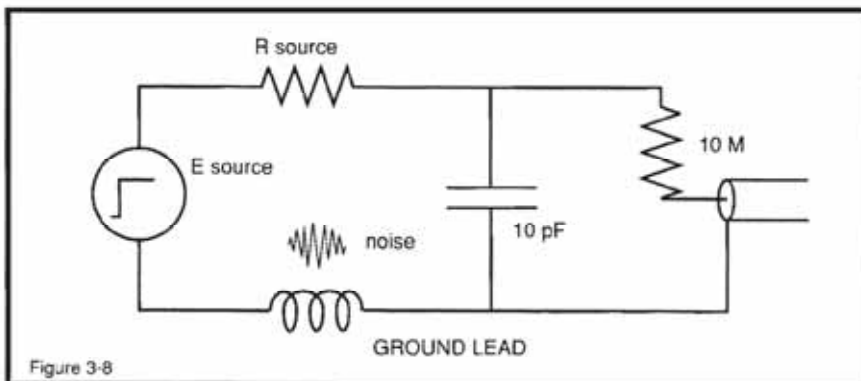 R source
E source
10 M
10 pF
noise
GROUND LEAD
Figure 3-8